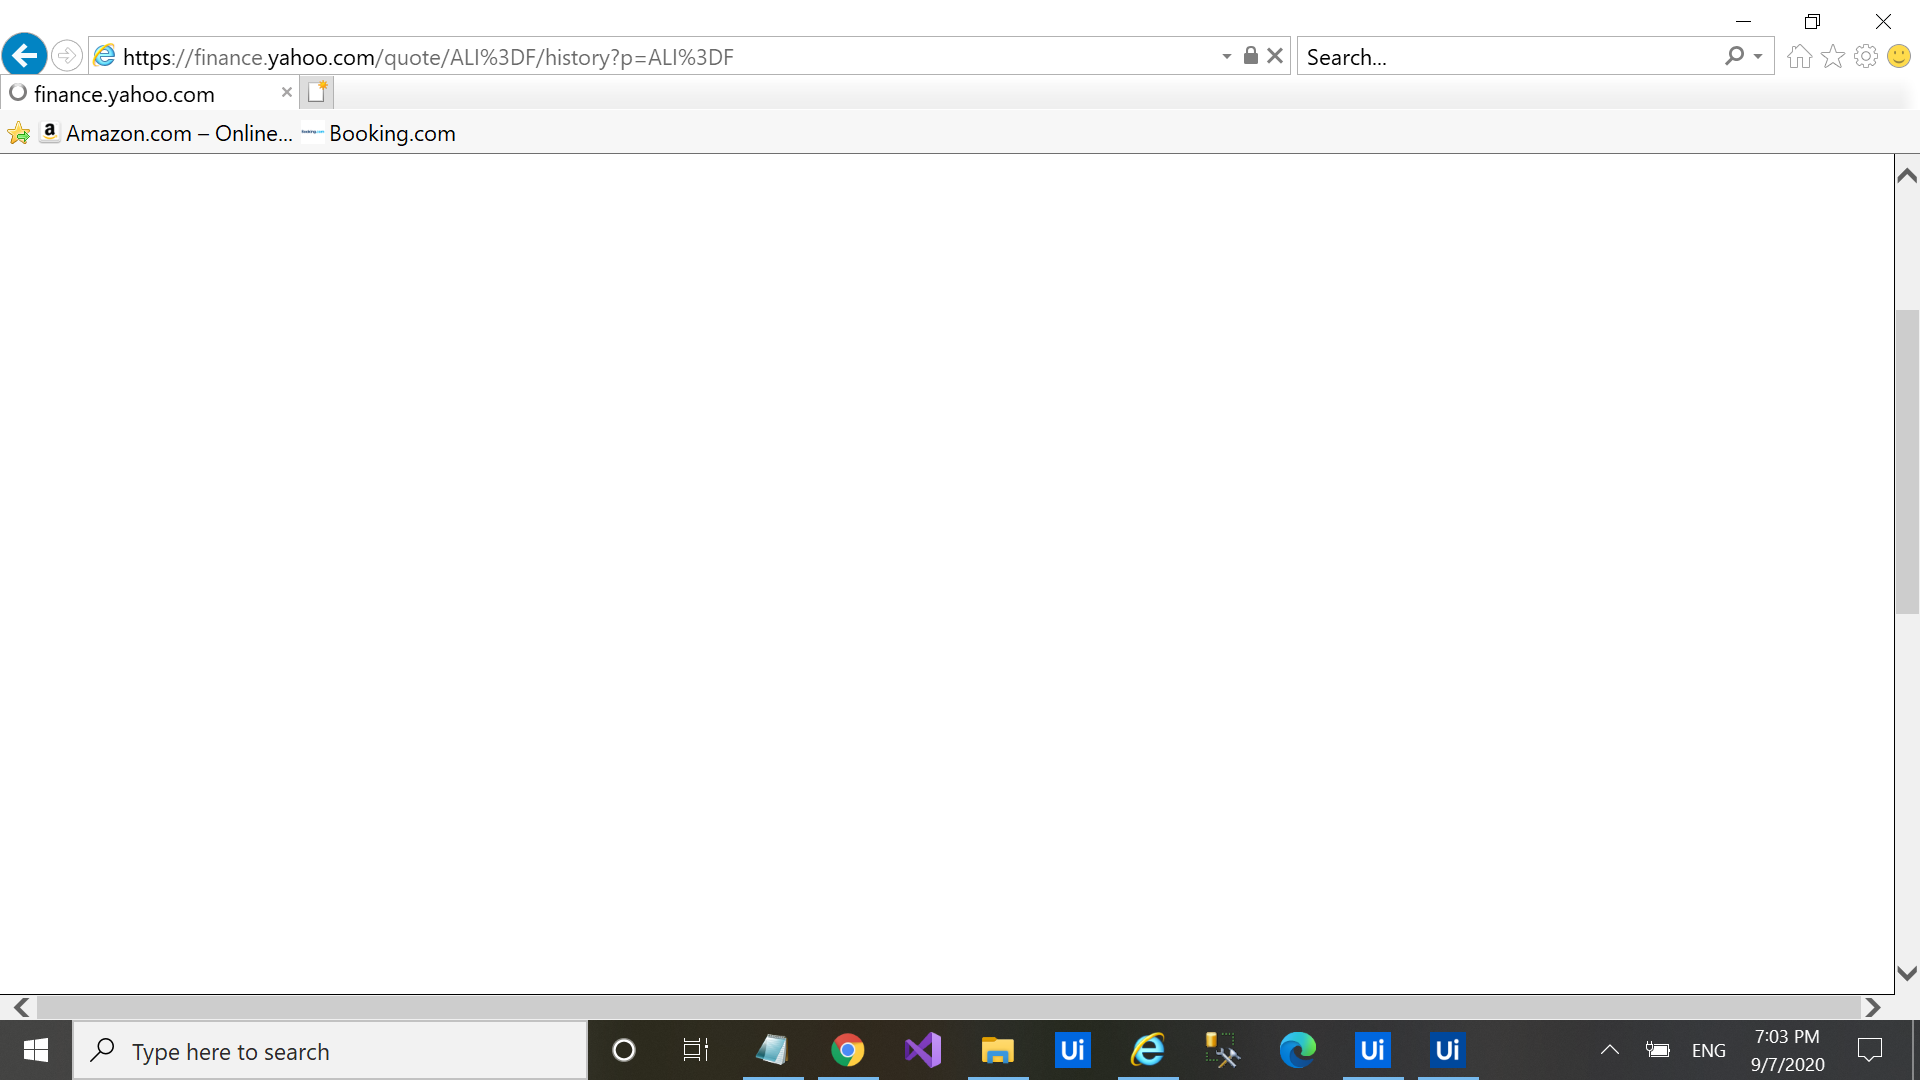 https://finance.yahoo.com/quote/ALI%3DF/history?p=ALI%3DF
Search...
finance.yahoo.com
Amazon.com – Online...
Booking.com
Type here to search
Ui
Ui
Ui
ENG
7:03 PM
9/7/2020